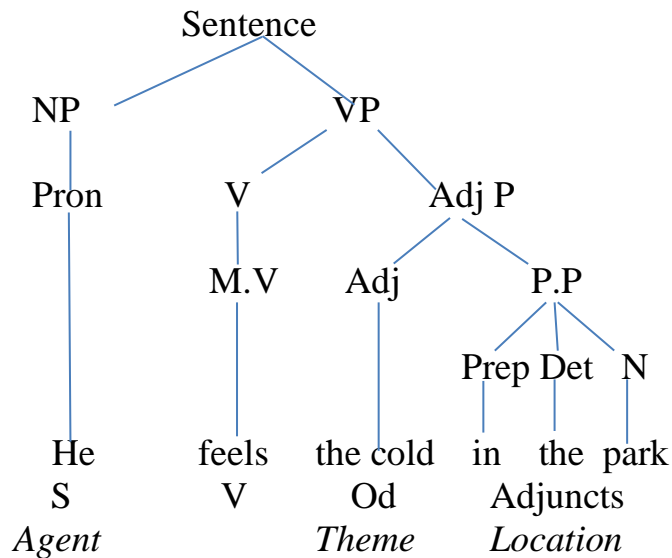 Sentence
NP VP
Pron V Adj P
M.V Adj P.P
Prep Det N
He feels the cold in the park
S V Od Adjuncts
Agent Theme Location